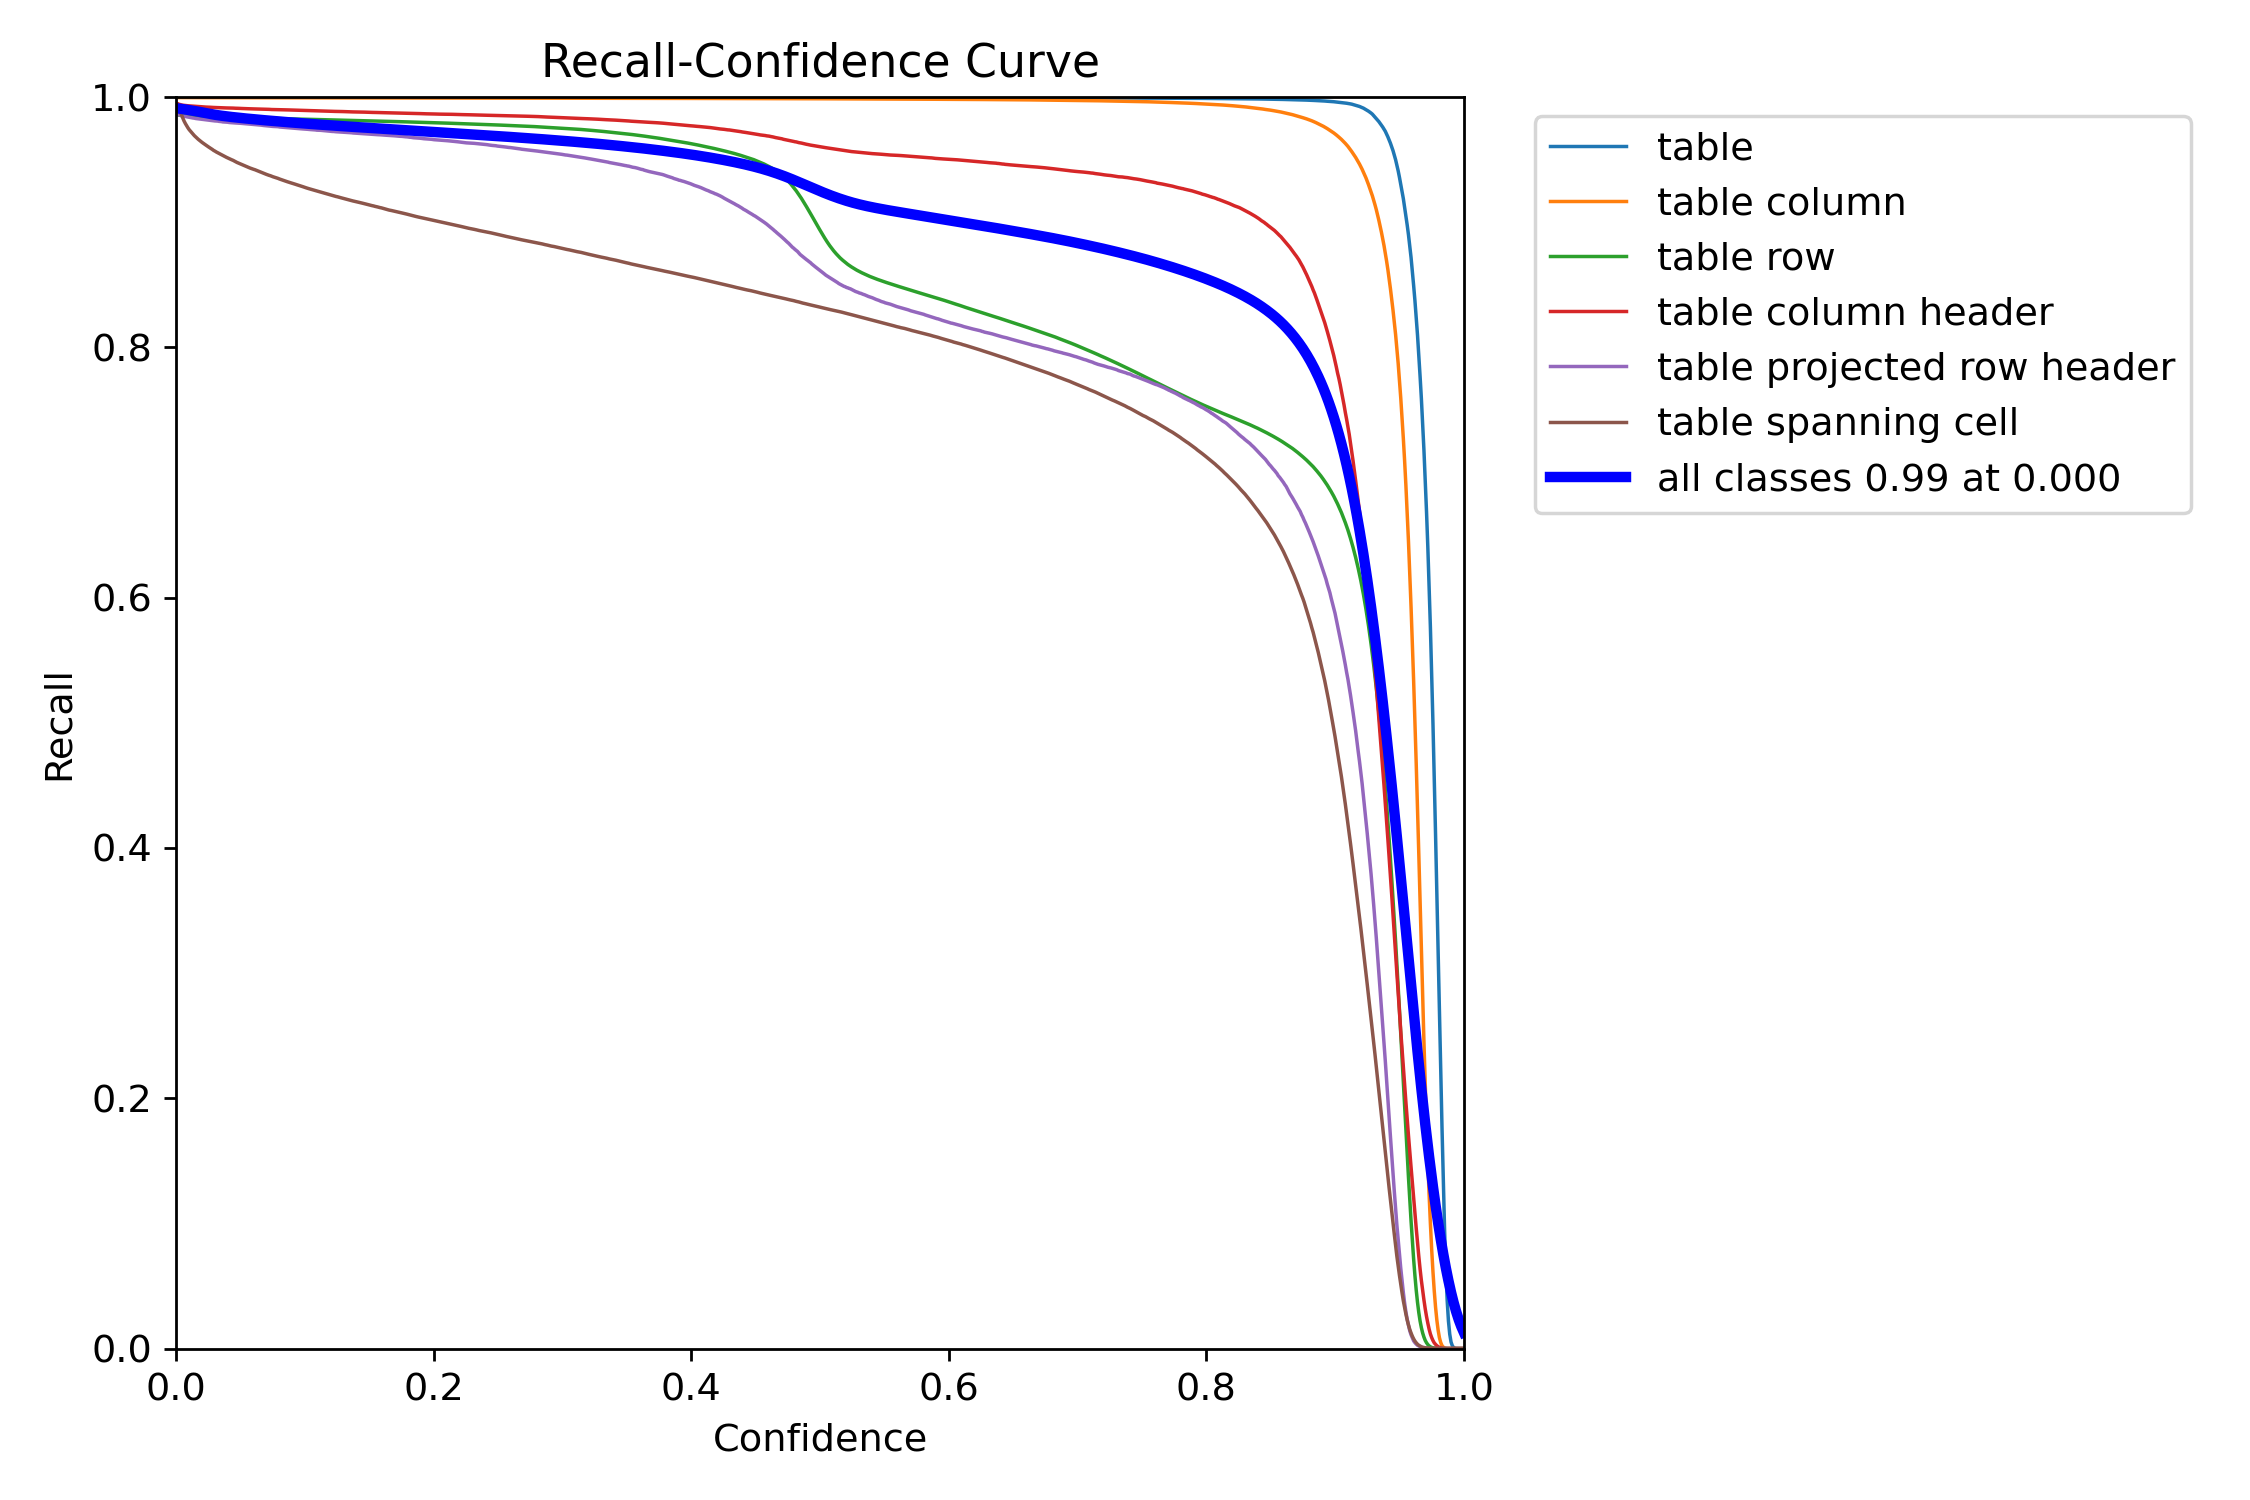 Recall-Confidence Curve
1.0
0.8
0.6
0.4
0.2
0.0
Recall
0.0 0.2 0.4 0.6 0.8 1.0
Confidence
table
table column
table row
table column header
table projected row header
table spanning cell
all classes 0.99 at 0.000